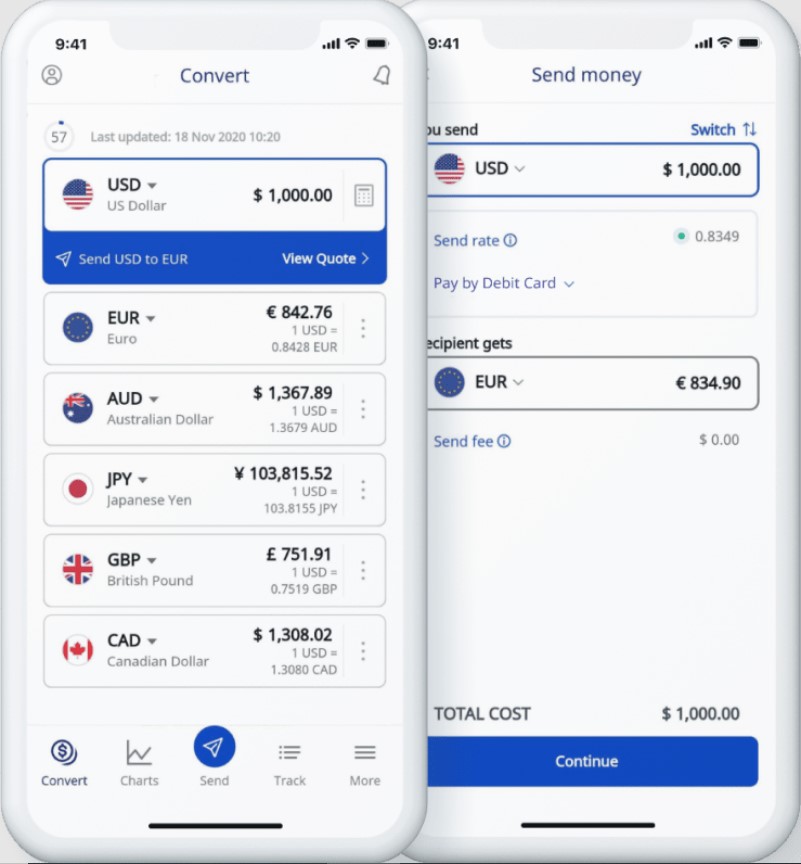 9:41
Convert
57
Last updated: 18 Nov 2020 10:20
USD
$ 1,000.00
US Dollar
Send USD to EUR
View Quote
EUR
€ 842.76
Euro
1 USD =
0.8428 EUR
AUD
$ 1,367.89
Australian Dollar
1 USD =
1.3679 AUD
JPY
¥ 103,815.52
Japanese Yen
1 USD =
103.8155 JPY
GBP
£ 751.91
British Pound
1 USD =
0.7519 GBP
CAD
$ 1,308.02
Canadian Dollar
1 USD =
1.3080 CAD
Convert
Charts
Send
Track
More
9:41
Send money
ou send
Switch
USD
$ 1,000.00
Send rate
0.8349
Pay by Debit Card
ecipient gets
EUR
€ 834.90
Send fee
$ 0.00
TOTAL COST
$ 1,000.00
Continue